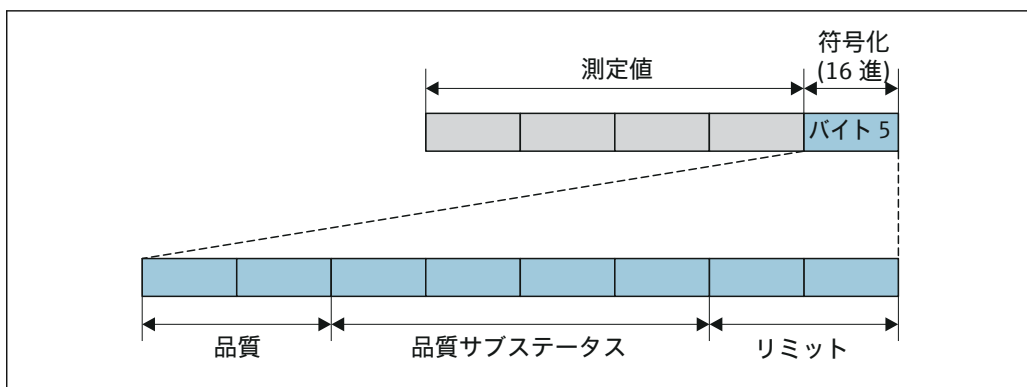 符号化
(16 進)
測定値
バイト 5
品質
品質サブステータス
リミット